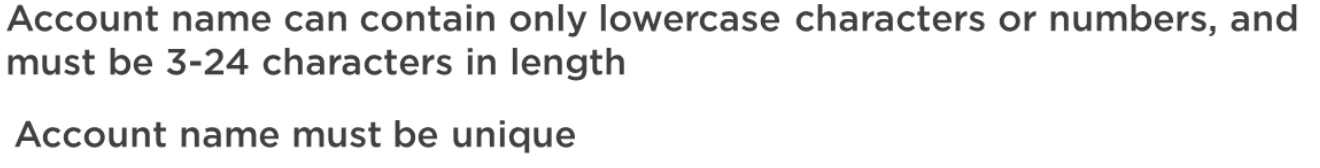 Account name can contain only lowercase characters or numbers, and
must be 3-24 characters in length
Account name must be unique